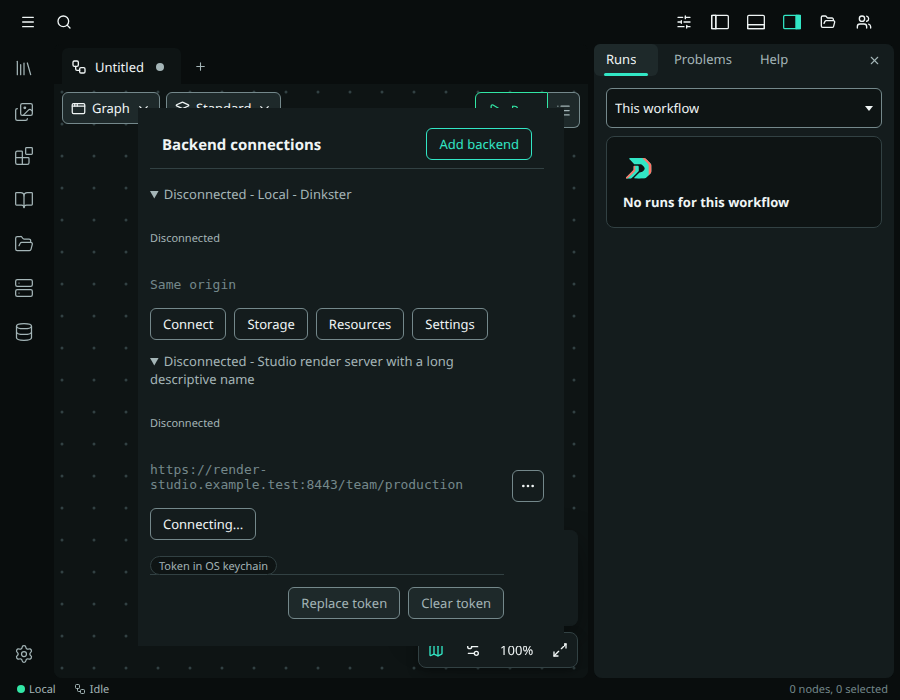 Untitled
Runs
Problems
Help
Graph
Standard
This workflow
Backend connections
Add backend
Disconnected - Local - Dinkster
No runs for this workflow
Disconnected
Same origin
Connect
Storage
Resources
Settings
Disconnected - Studio render server with a long
descriptive name
Disconnected
https://render-
studio.example.test:8443/team/production
...
Connecting...
Token in OS keychain
Replace token
Clear token
100%
Local
Idle
0 nodes, 0 selected